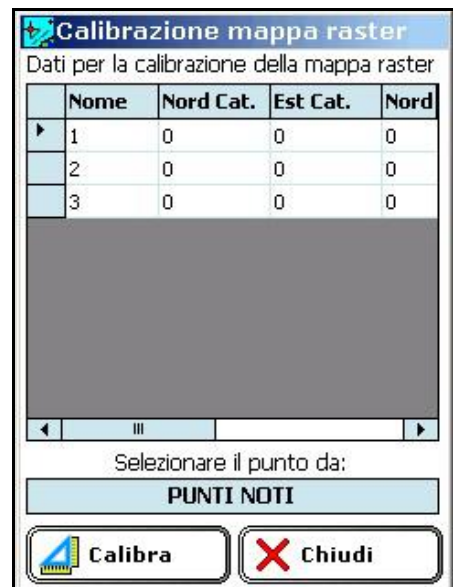 Calibrazione mappa raster
Dati per la calibrazione della mappa raster
Nome Nord Cat. Est Cat. Nord
1 0 0 0
2 0 0 0
3 0 0 0
Selezionare il punto da:
PUNTI NOTI
Calibra Chiudi